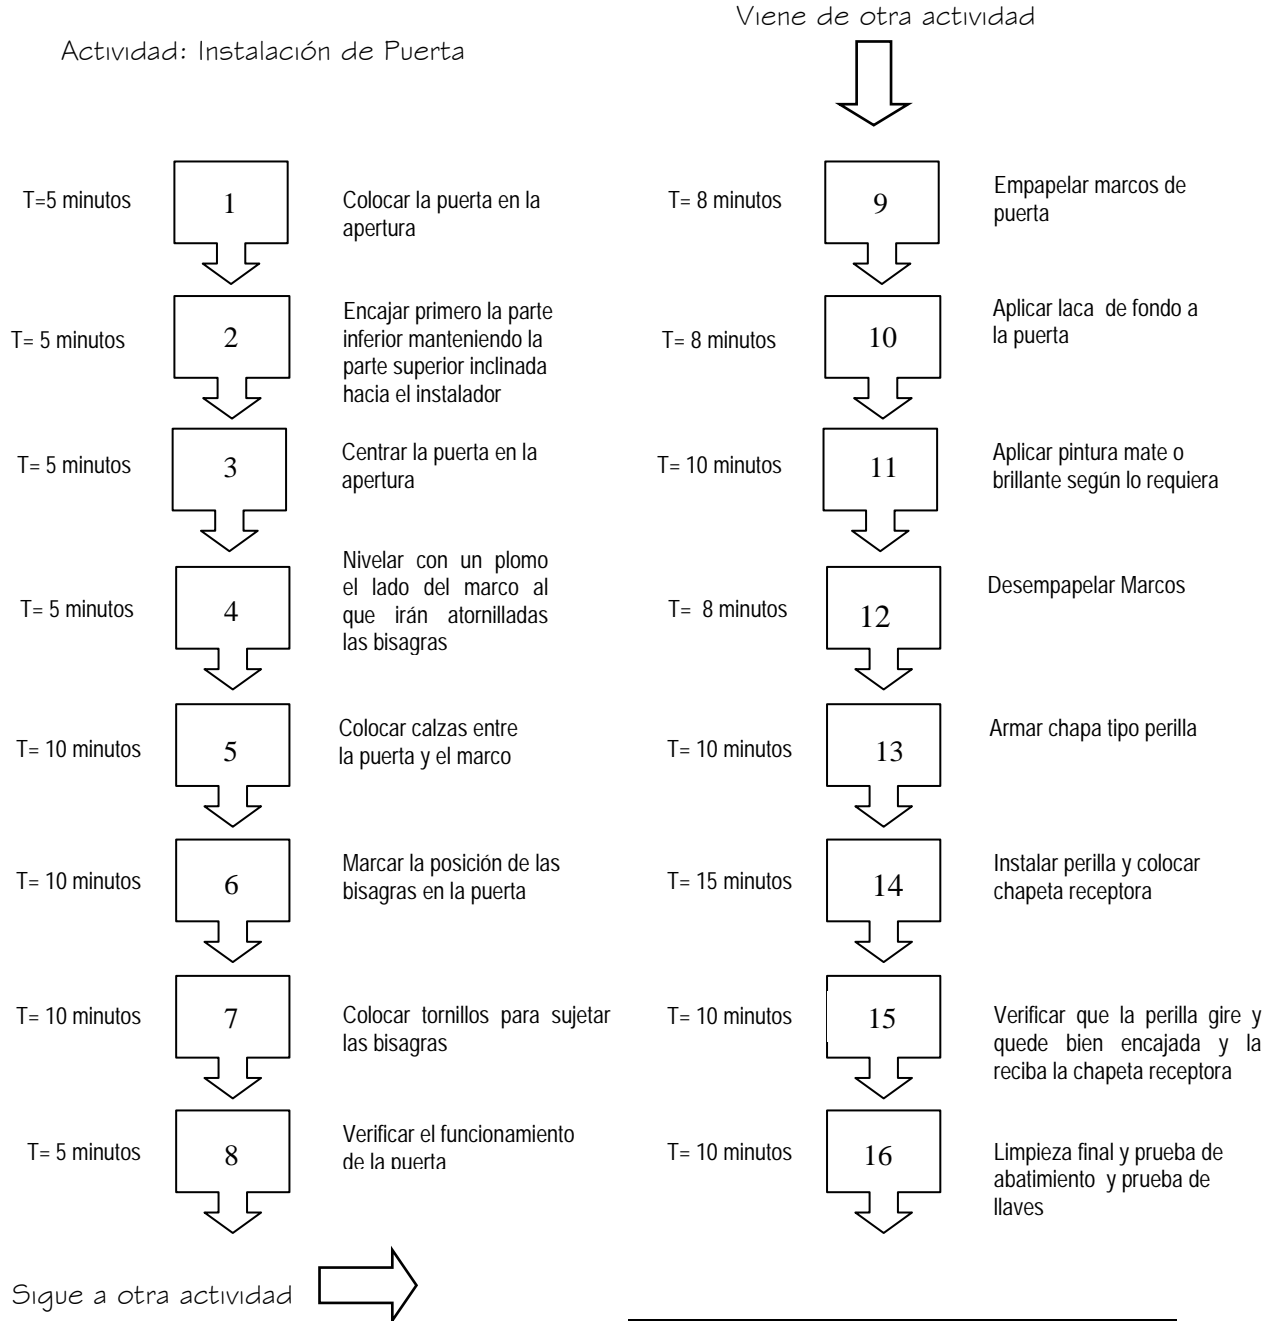 Actividad: Instalación de Puerta
T=5 minutos
1
Colocar la puerta en la
apertura
T= 5 minutos
2
Encajar primero la parte
inferior manteniendo la
parte superior inclinada
hacia el instalador
T= 5 minutos
3
Centrar la puerta en la
apertura
T= 5 minutos
4
Nivelar con un plomo
el lado del marco al
que irán atornilladas
las bisagras
T= 10 minutos
5
Colocar calzas entre
la puerta y el marco
T= 10 minutos
6
Marcar la posición de las
bisagras en la puerta
T= 10 minutos
7
Colocar tornillos para sujetar
las bisagras
T= 5 minutos
8
Verificar el funcionamiento
de la puerta
Sigue a otra actividad
Viene de otra actividad
T= 8 minutos
9
Empapelar marcos de
puerta
T= 8 minutos
10
Aplicar laca de fondo a
la puerta
T= 10 minutos
11
Aplicar pintura mate o
brillante según lo requiera
T= 8 minutos
12
Desempapelar Marcos
T= 10 minutos
13
Armar chapa tipo perilla
T= 15 minutos
14
Instalar perilla y colocar
chapeta receptora
T= 10 minutos
15
Verificar que la perilla gire y
quede bien encajada y la
reciba la chapeta receptora
T= 10 minutos
16
Limpieza final y prueba de
abatimiento y prueba de
llaves